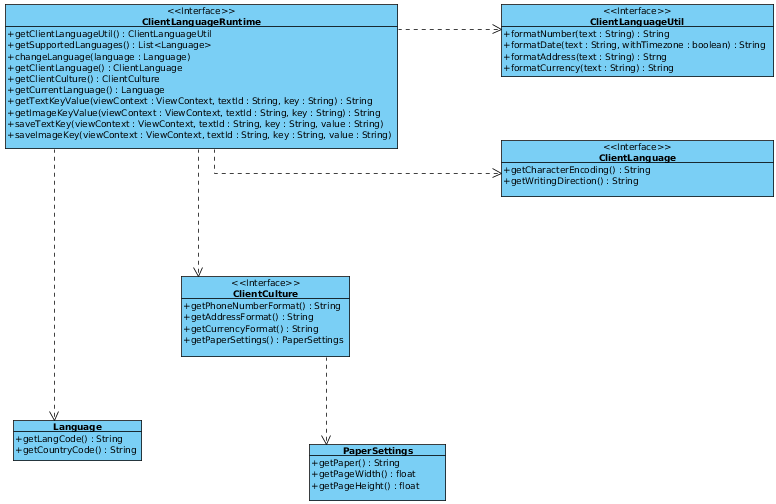 <<Interface>>
ClientLanguageRuntime
+getClientLanguageUtil() : ClientLanguageUtil
+getSupportedLanguages() : List<Language>
+changeLanguage(language : Language)
+getClientLanguage() : ClientLanguage
+getClientCulture() : ClientCulture
+getCurrentLanguage() : Language
+getTextKeyValue(viewContext : ViewContext, textId : String, key : String) : String
+getImageKeyValue(viewContext : ViewContext, textId : String, key : String) : String
+saveTextKey(viewContext : ViewContext, textId : String, key : String, value : String)
+saveImageKey(viewContext : ViewContext, textId : String, key : String, value : String)
<<Interface>>
ClientLanguageUtil
+formatNumber(text : String) : String
+formatDate(text : String, withTimezone : boolean) : String
+formatAddress(text : String) : Strng
+formatCurrency(text : String) : String
<<Interface>>
ClientLanguage
+getCharacterEncoding() : String
+getWritingDirection() : String
<<Interface>>
ClientCulture
+getPhoneNumberFormat() : String
+getAddressFormat() : String
+getCurrencyFormat() : String
+getPaperSettings() : PaperSettings
Language
+getLangCode() : String
+getCountryCode() : String
PaperSettings
+getPaper() : String
+getPageWidth() : float
+getPageHeight() : float